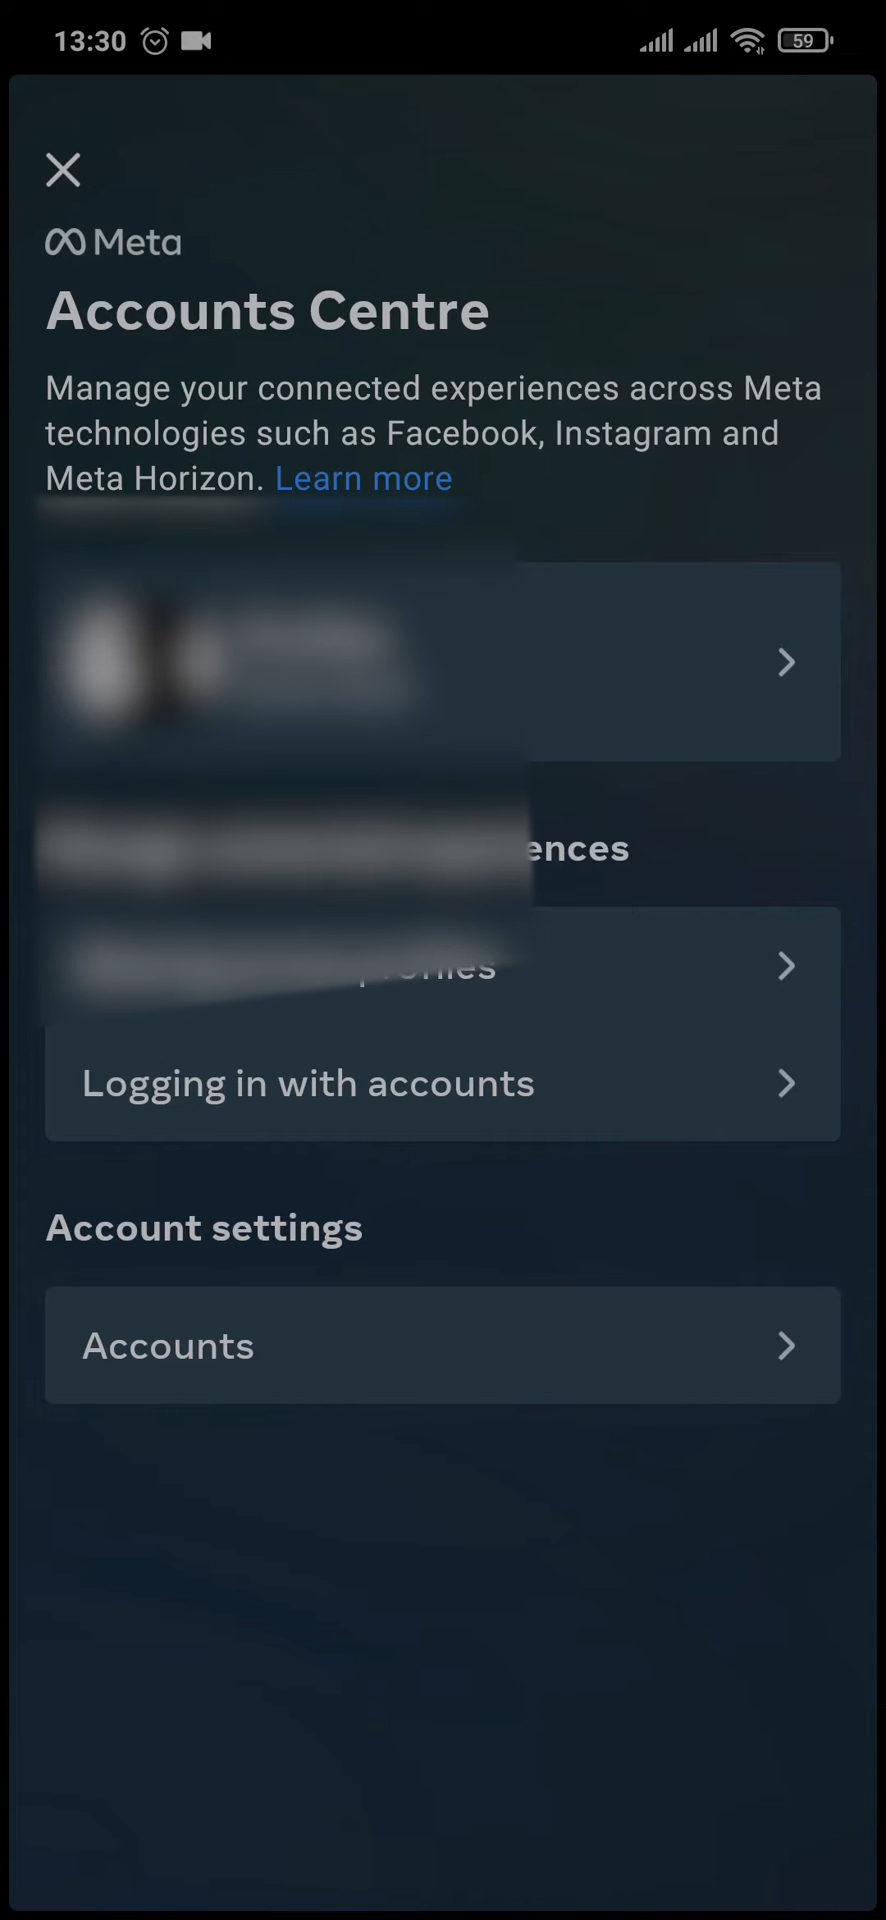 13:30
59
Meta
Accounts Centre
Manage your connected experiences across Meta
technologies such as Facebook, Instagram and
Meta Horizon. Learn more
ences
Logging in with accounts
Account settings
Accounts